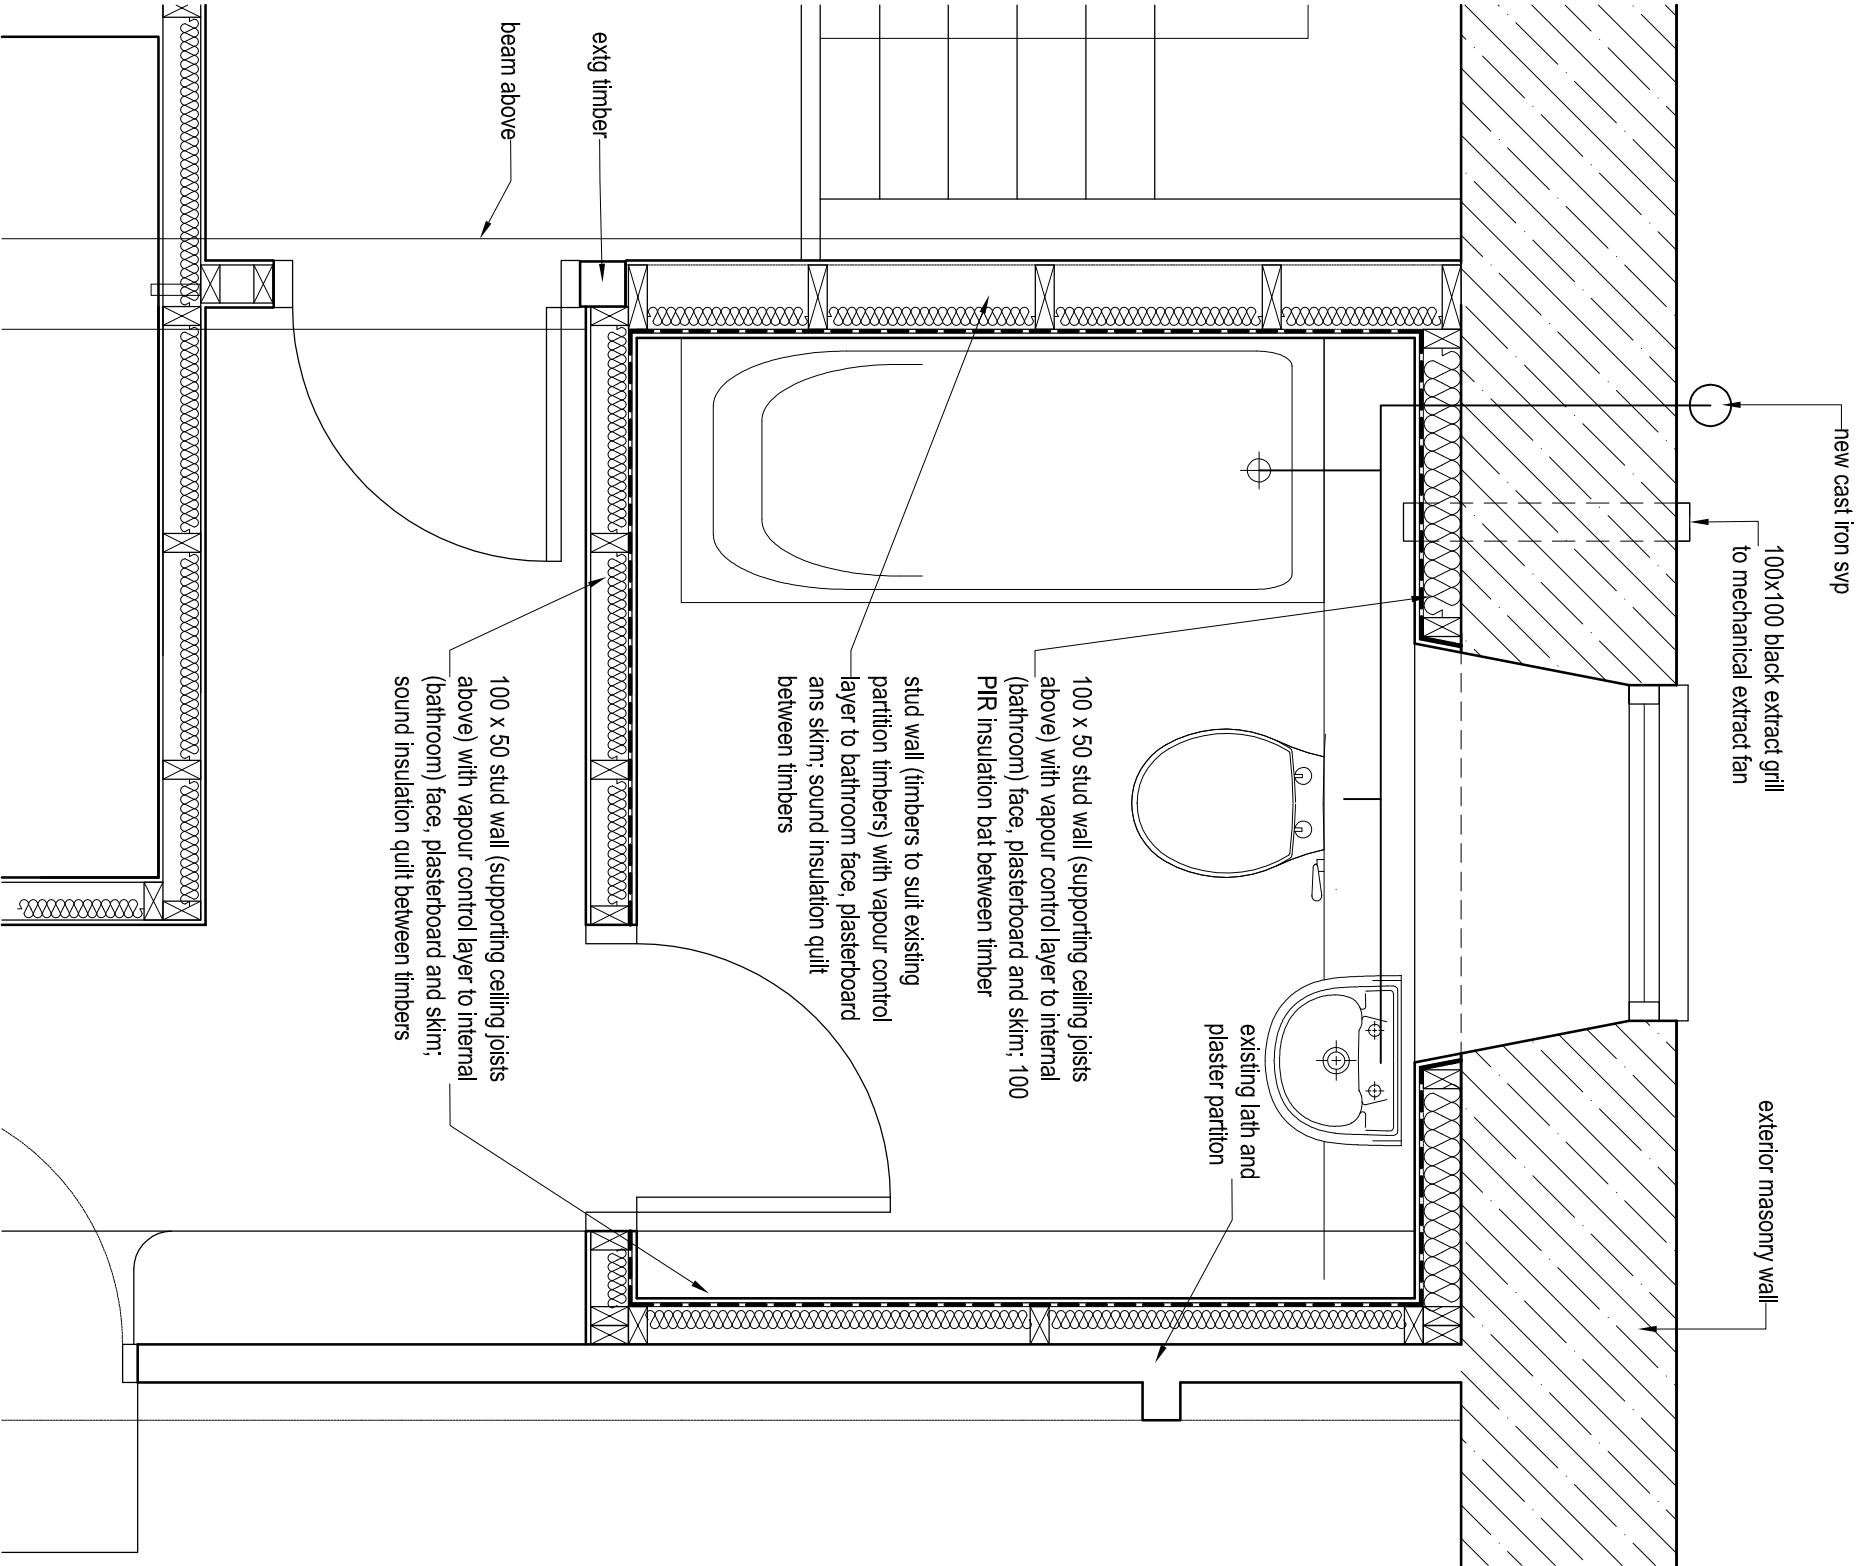 new cast iron svp
100x100 black extract grill
to mechanical extract fan
exterior masonry wall
existing lath and
plaster partiton
100 x 50 stud wall (supporting ceiling joists
above) with vapour control layer to internal
(bathroom) face, plasterboard and skim; 100
PIR insulation bat between timber
stud wall (timbers to suit existing
partition timbers) with vapour control
layer to bathroom face, plasterboard
ans skim; sound insulation quilt
between timbers
extg timber
beam above
100 x 50 stud wall (supporting ceiling joists
above) with vapour control layer to internal
(bathroom) face, plasterboard and skim;
sound insulation quilt between timbers